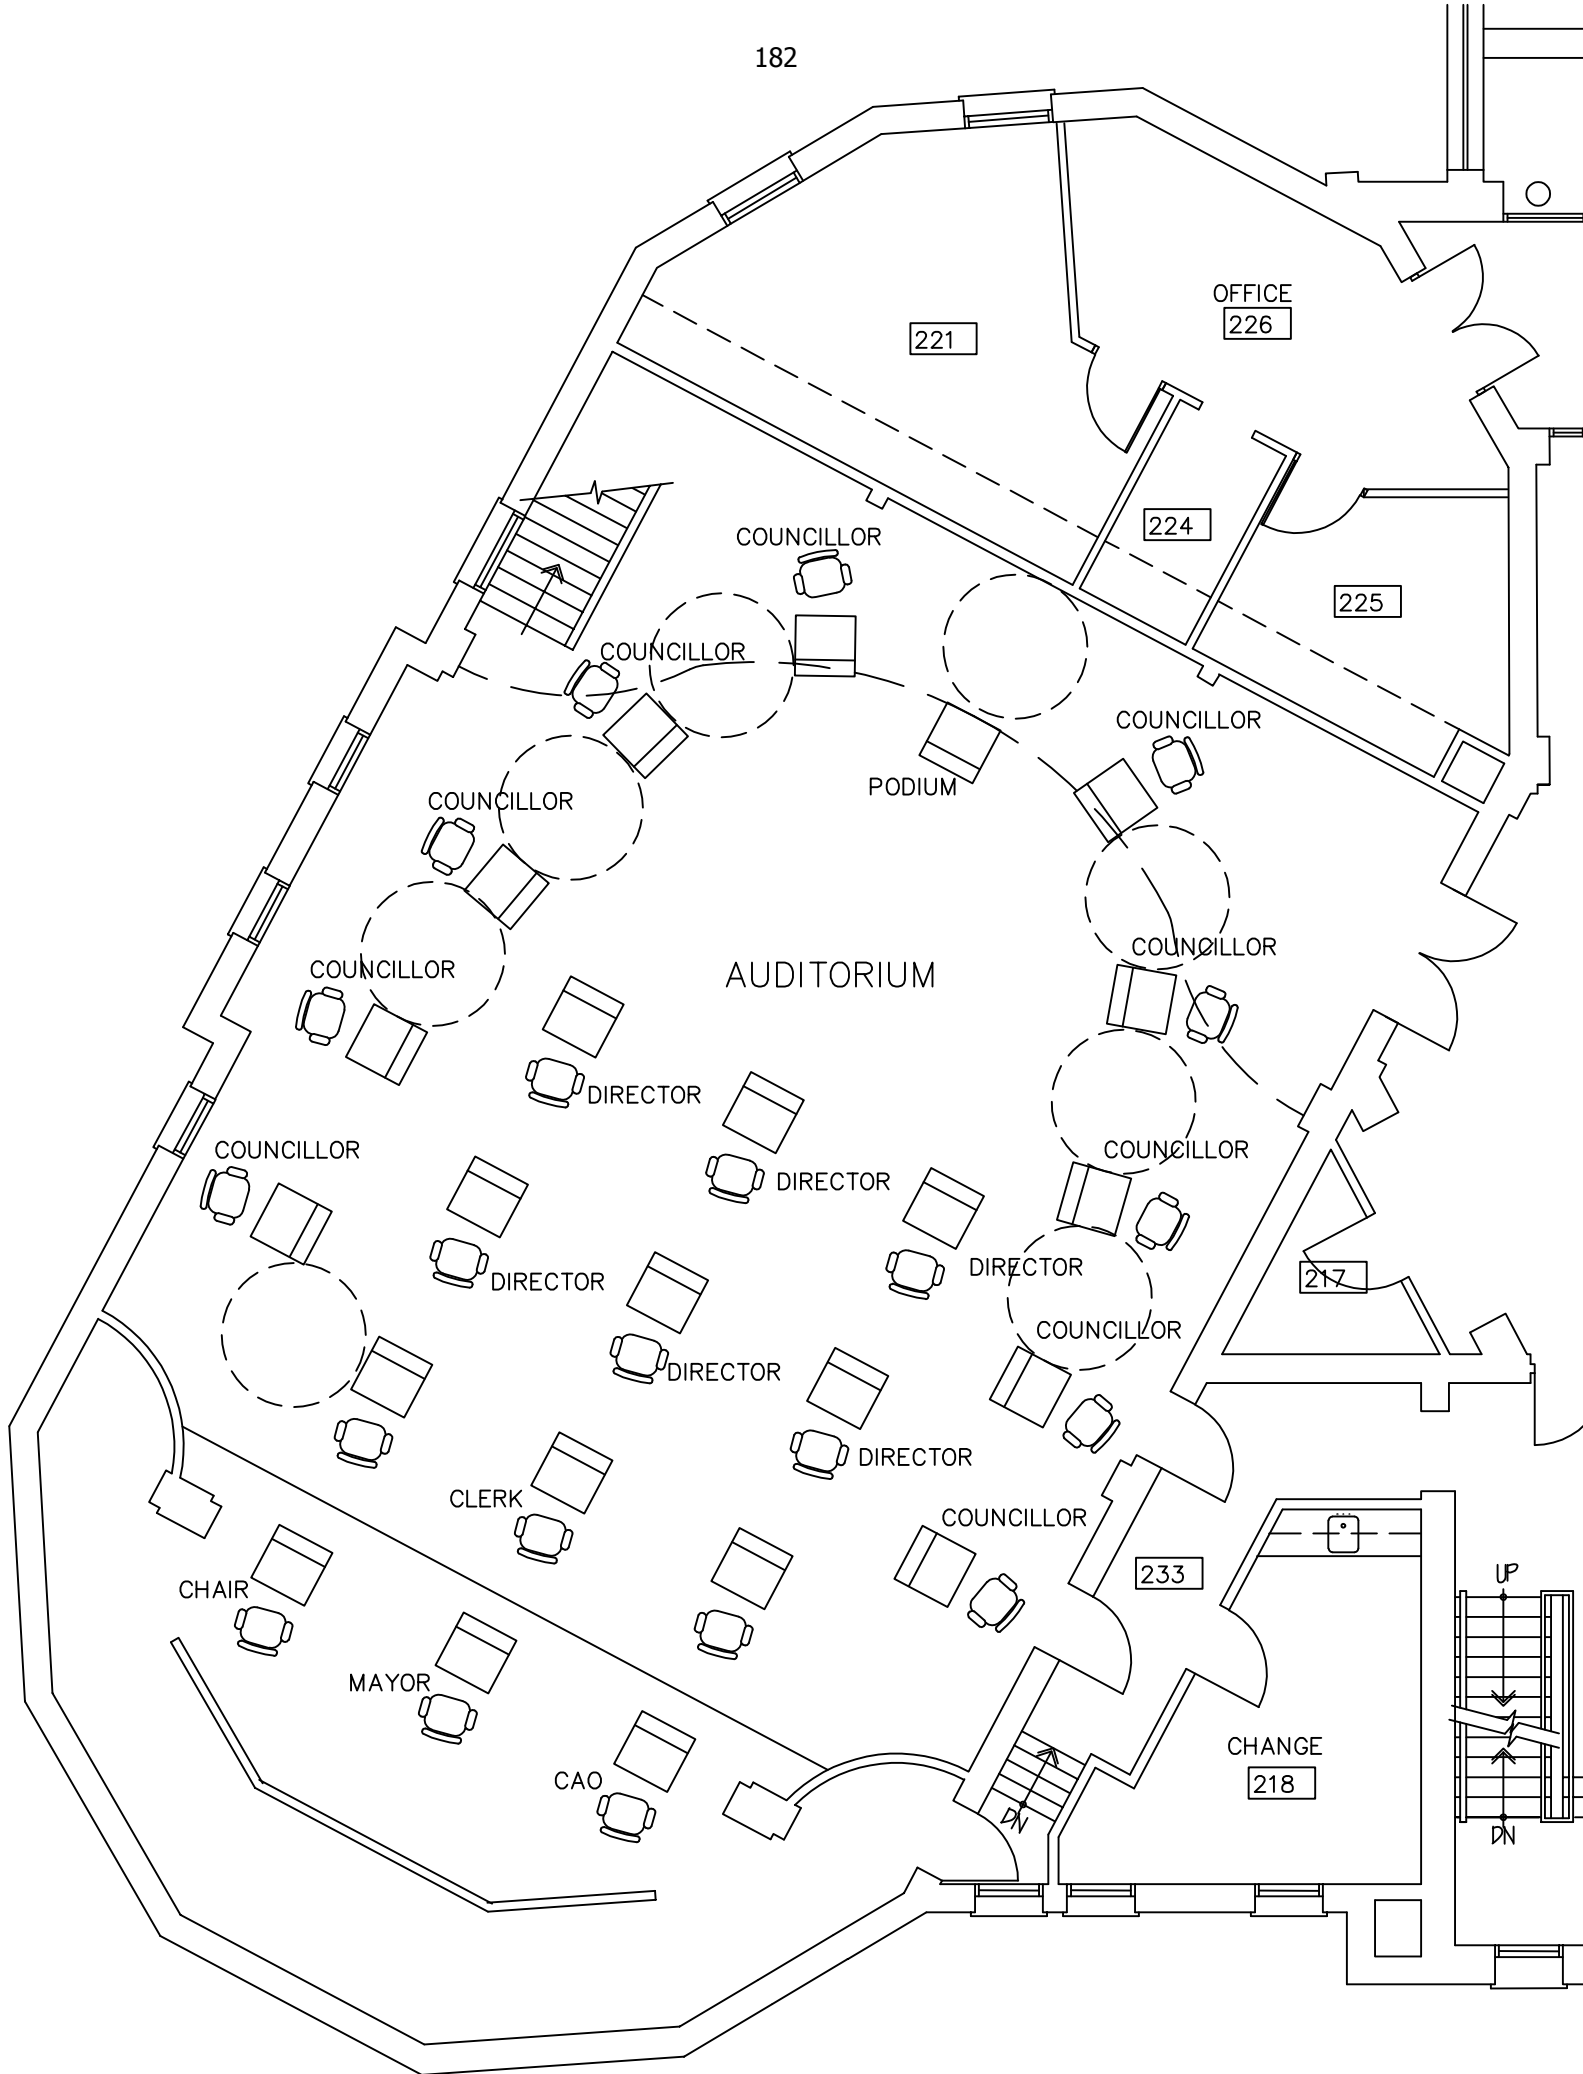 182
OFFICE
226
221
224
COUNCILLOR
225
COUNCILLOR
COUNCILLOR
PODIUM
COUNCILLOR
COUNCILLOR
COUNCILLOR
AUDITORIUM
DIRECTOR
COUNCILLOR
COUNCILLOR
DIRECTOR
DIRECTOR
217
DIRECTOR
COUNCILLOR
DIRECTOR
DIRECTOR
CLERK
COUNCILLOR
233
UP
CHAIR
MAYOR
CHANGE
218
CAO
DN
DN